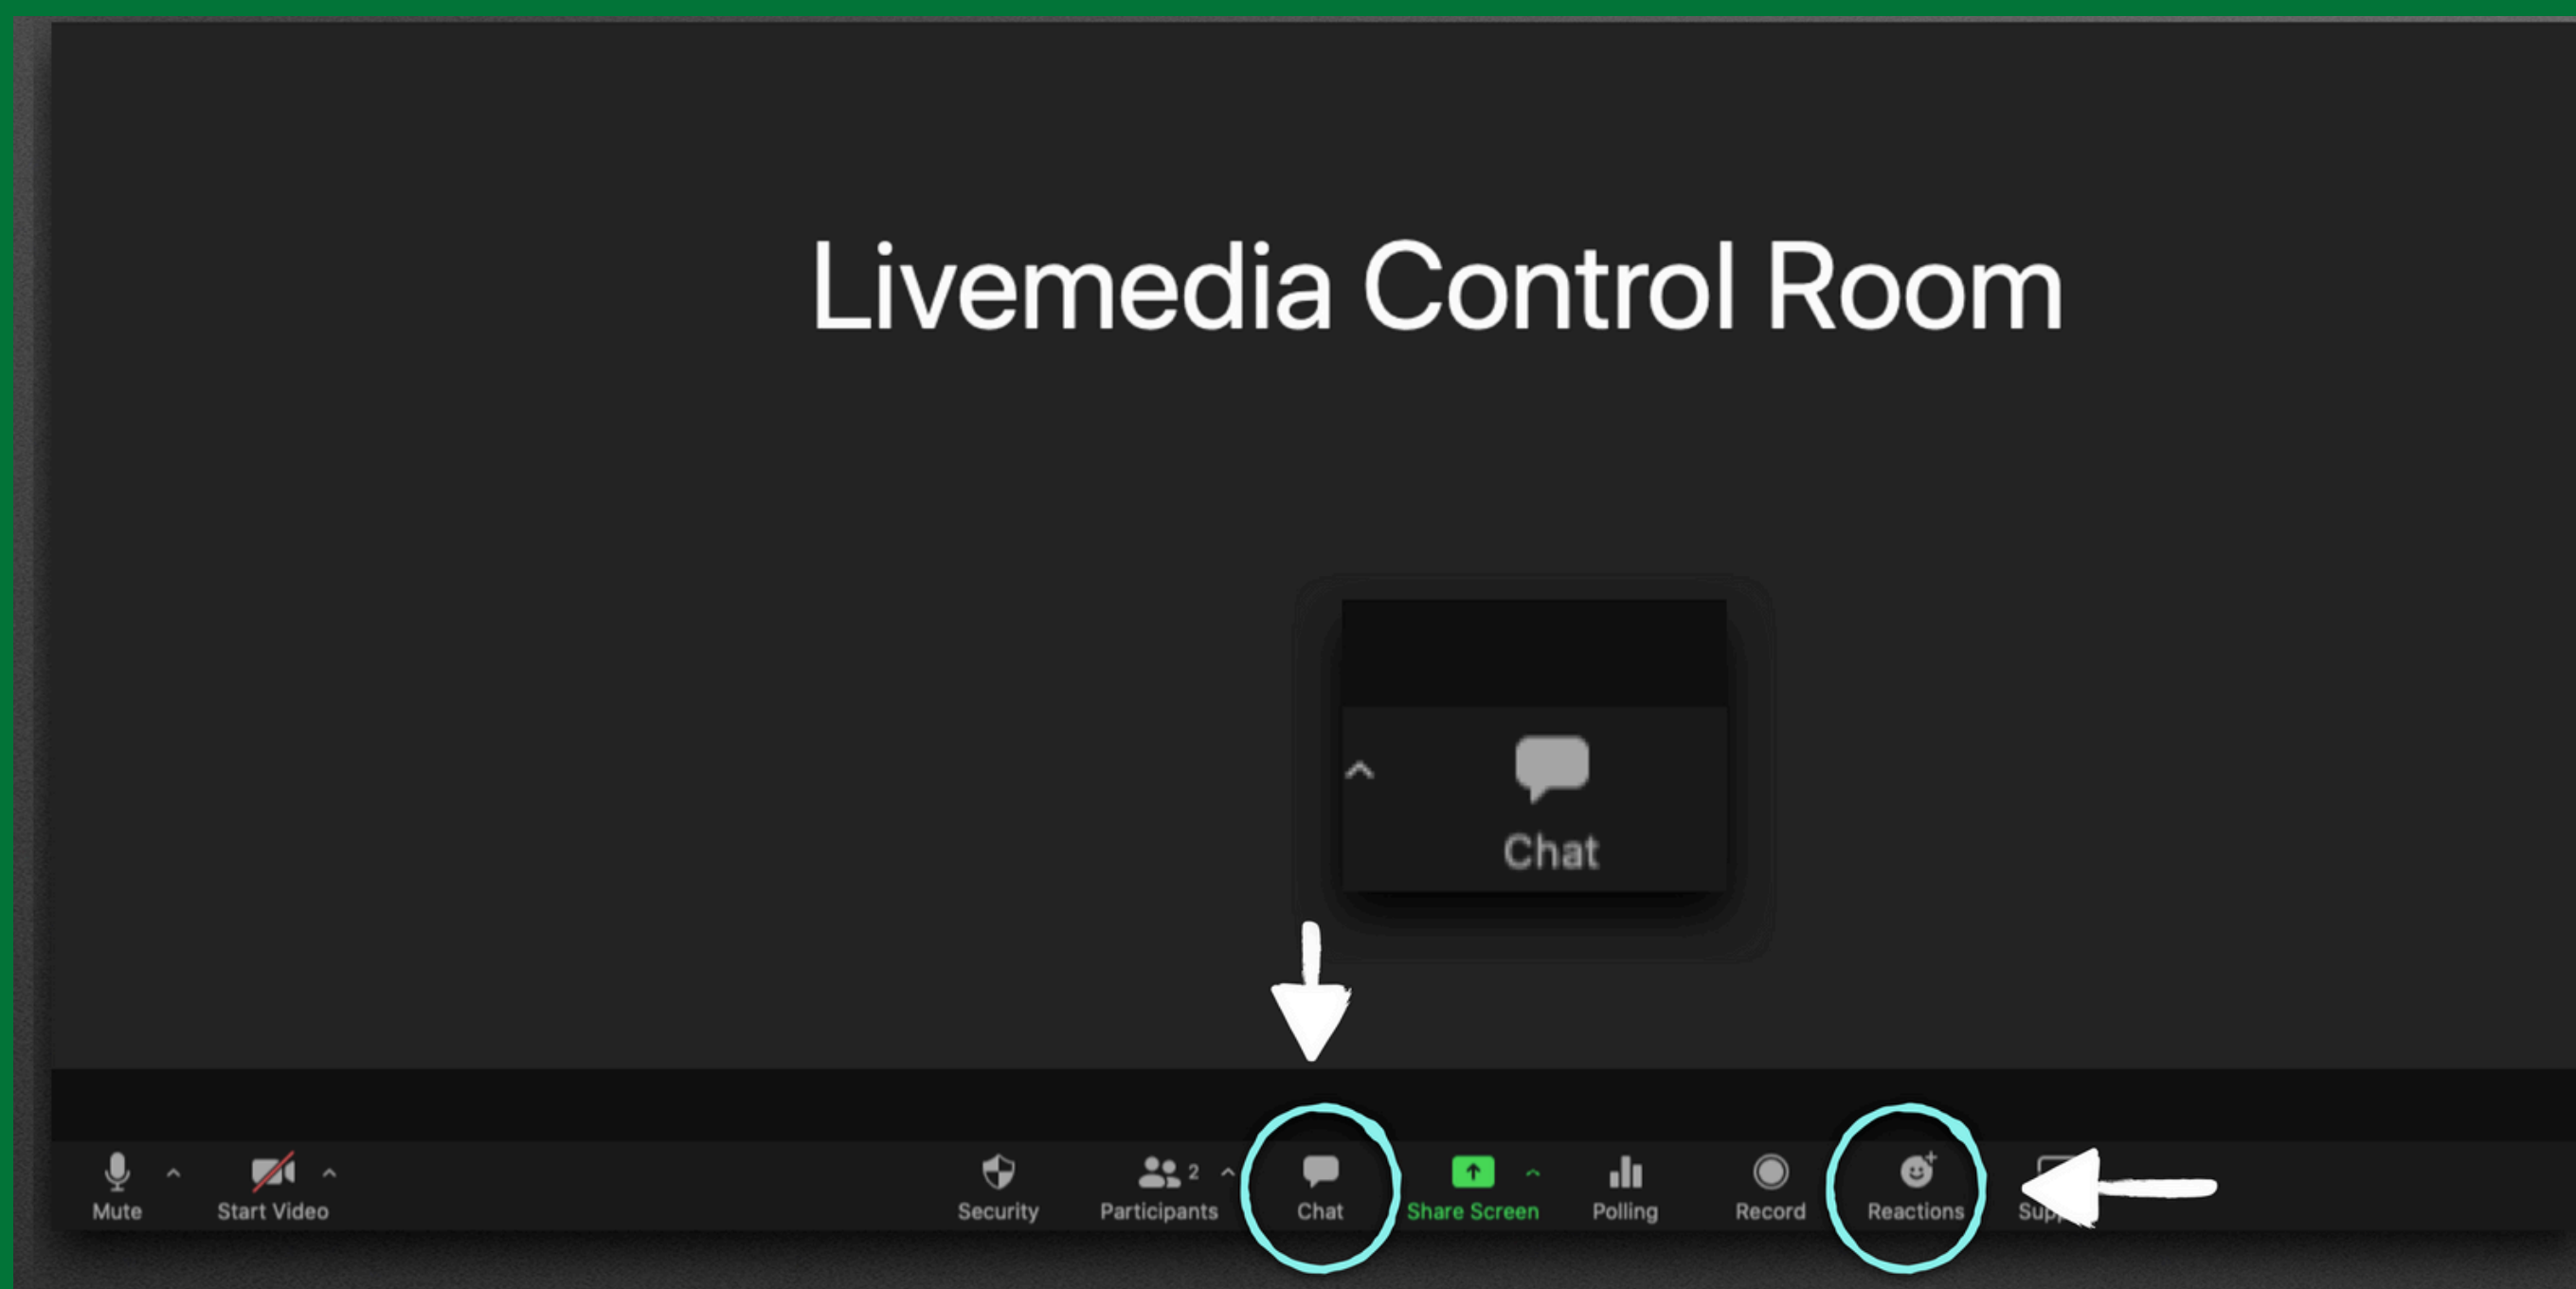 Livemedia Control Room
Chat
2
Mute
Start Video
Security
Participants
Chat
Share Screen
Polling
Record
Reactions